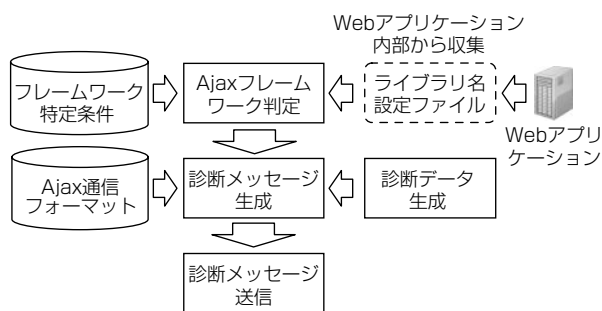 Webアプリケーション
内部から収集
フレームワーク
特定条件
Ajaxフレーム
ワーク判定
ライブラリ名
設定ファイル
Webアプリ
ケーション
Ajax通信
フォーマット
診断メッセージ
生成
診断データ
生成
診断メッセージ
送信